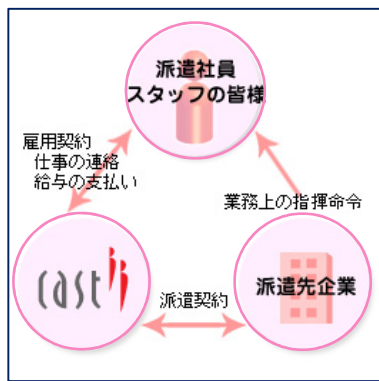 派遣社員
スタッフの皆様
雇用契約
仕事の連絡
給与の支払い
業務上の指揮命令
cast
派遣契約
派遣先企業